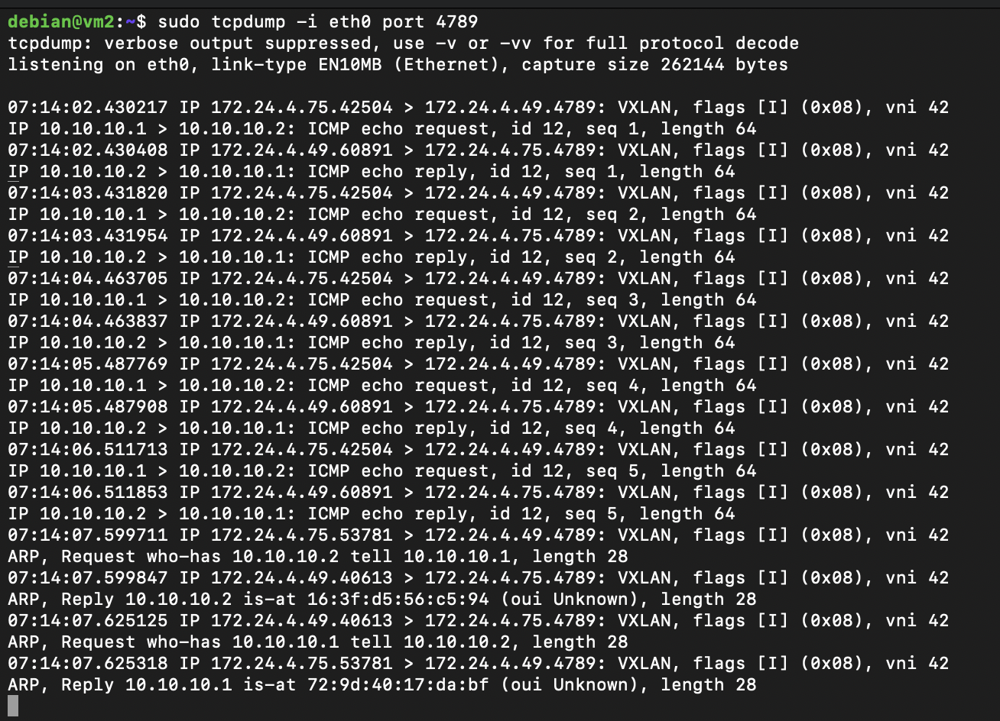 debian@vm2:~$ sudo tcpdump -i eth0 port 4789
tcpdump: verbose output suppressed, use -v or -vv for full protocol decode
listening on eth0, link-type EN10MB (Ethernet), capture size 262144 bytes
07:14:02.430217 IP 172.24.4.75.42504 > 172.24.4.49.4789: VXLAN, flags [I] (0x08), vni 42
IP 10.10.10.1 > 10.10.10.2: ICMP echo request, id 12, seq 1, length 64
07:14:02.430408 IP 172.24.4.49.60891 > 172.24.4.75.4789: VXLAN, flags [I] (0x08), vni 42
IP 10.10.10.2 > 10.10.10.1: ICMP echo reply, id 12, seq 1, length 64
07:14:03.431820 IP 172.24.4.75.42504 > 172.24.4.49.4789: VXLAN, flags [I] (0x08), vni 42
IP 10.10.10.1 > 10.10.10.2: ICMP echo request, id 12, seq 2, length 64
07:14:03.431954 IP 172.24.4.49.60891 > 172.24.4.75.4789: VXLAN, flags [I] (0x08), vni 42
IP 10.10.10.2 > 10.10.10.1: ICMP echo reply, id 12, seq 2, length 64
07:14:04.463705 IP 172.24.4.75.42504 > 172.24.4.49.4789: VXLAN, flags [I] (0x08), vni 42
IP 10.10.10.1 > 10.10.10.2: ICMP echo request, id 12, seq 3, length 64
07:14:04.463837 IP 172.24.4.49.60891 > 172.24.4.75.4789: VXLAN, flags [I] (0x08), vni 42
IP 10.10.10.2 > 10.10.10.1: ICMP echo reply, id 12, seq 3, length 64
07:14:05.487769 IP 172.24.4.75.42504 > 172.24.4.49.4789: VXLAN, flags [I] (0x08), vni 42
IP 10.10.10.1 > 10.10.10.2: ICMP echo request, id 12, seq 4, length 64
07:14:05.487908 IP 172.24.4.49.60891 > 172.24.4.75.4789: VXLAN, flags [I] (0x08), vni 42
IP 10.10.10.2 > 10.10.10.1: ICMP echo reply, id 12, seq 4, length 64
07:14:06.511713 IP 172.24.4.75.42504 > 172.24.4.49.4789: VXLAN, flags [I] (0x08), vni 42
IP 10.10.10.1 > 10.10.10.2: ICMP echo request, id 12, seq 5, length 64
07:14:06.511853 IP 172.24.4.49.60891 > 172.24.4.75.4789: VXLAN, flags [I] (0x08), vni 42
IP 10.10.10.2 > 10.10.10.1: ICMP echo reply, id 12, seq 5, length 64
07:14:07.599711 IP 172.24.4.75.53781 > 172.24.4.49.4789: VXLAN, flags [I] (0x08), vni 42
ARP, Request who-has 10.10.10.2 tell 10.10.10.1, length 28
07:14:07.599847 IP 172.24.4.49.40613 > 172.24.4.75.4789: VXLAN, flags [I] (0x08), vni 42
ARP, Reply 10.10.10.2 is-at 16:3f:d5:56:c5:94 (oui Unknown), length 28
07:14:07.625125 IP 172.24.4.49.40613 > 172.24.4.75.4789: VXLAN, flags [I] (0x08), vni 42
ARP, Request who-has 10.10.10.1 tell 10.10.10.2, length 28
07:14:07.625318 IP 172.24.4.75.53781 > 172.24.4.49.4789: VXLAN, flags [I] (0x08), vni 42
ARP, Reply 10.10.10.1 is-at 72:9d:40:17:da:bf (oui Unknown), length 28